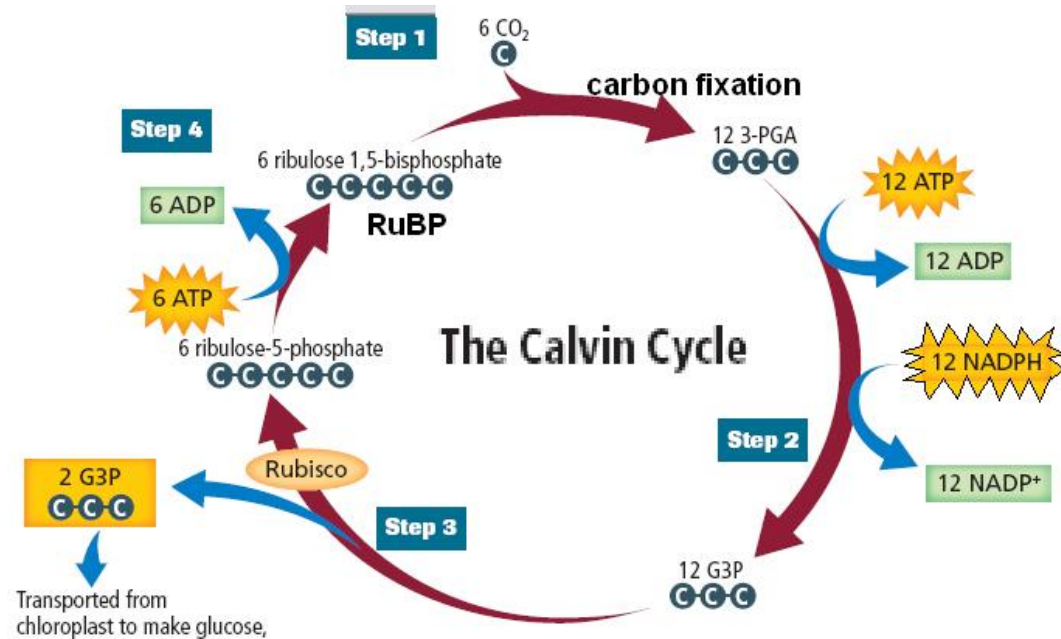 Step 1
6 CO₂
C
carbon fixation
12 3-PGA
C-C-C
12 ATP
12 ADP
12 NADPH
12 NADP⁺
Step 2
12 G3P
C-C-C
Step 3
Rubisco
2 G3P
C-C-C
Transported from
chloroplast to make glucose,
6 ribulose-5-phosphate
C-C-C-C-C
6 ATP
6 ADP
Step 4
6 ribulose 1,5-bisphosphate
C-C-C-C-C
RuBP
The Calvin Cycle